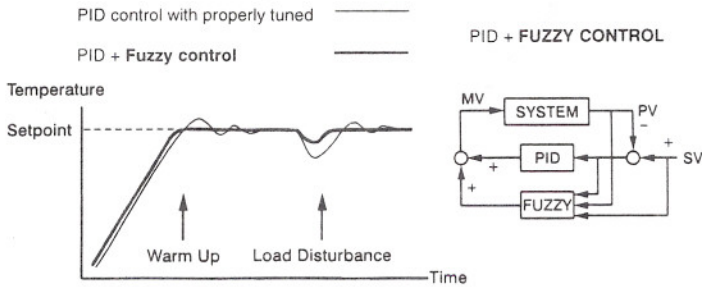 PID control with properly tuned
PID + Fuzzy control
PID + FUZZY CONTROL
Temperature
Setpoint
Warm Up
Load Disturbance
Time
MV
SYSTEM
PV
−
+
SV
PID
+
+
FUZZY